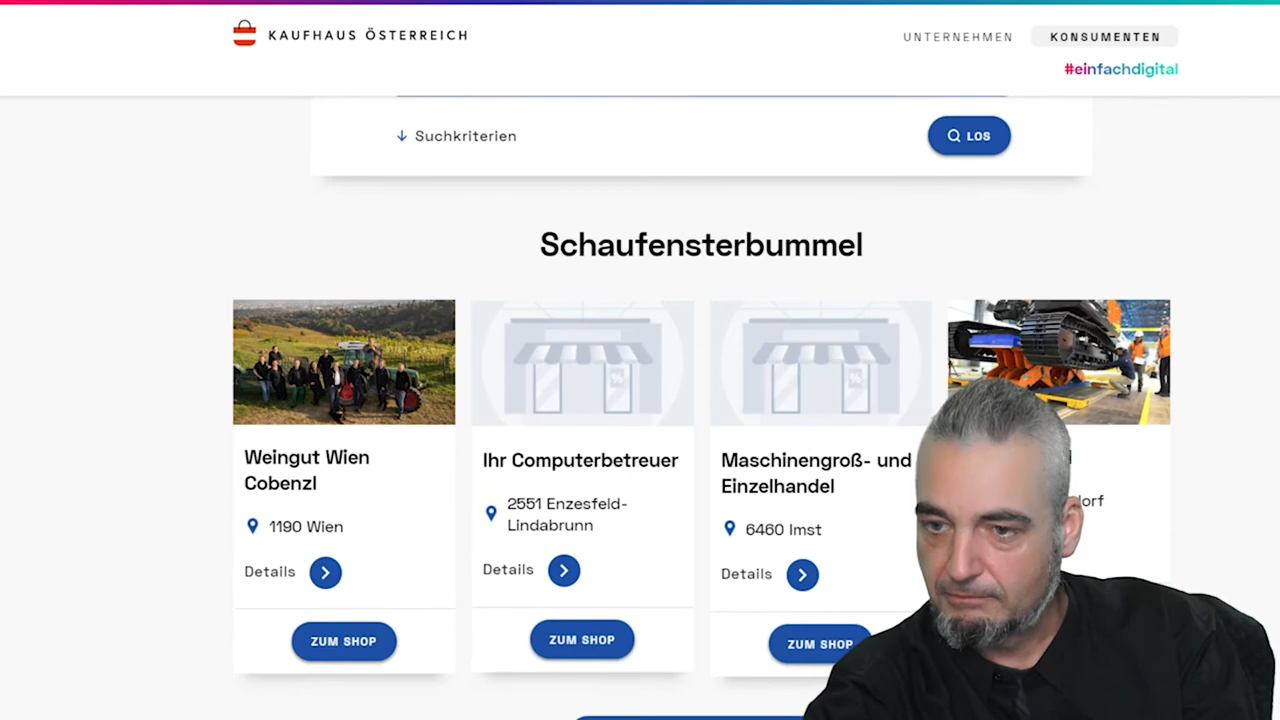 KAUFHAUS ÖSTERREICH
UNTERNEHMEN
KONSUMENTEN
#einfachdigital
Suchkriterien
LOS
Schaufensterbummel
Weingut Wien
Cobenzl
1190 Wien
Details
ZUM SHOP
Ihr Computerbetreuer
2551 Enzesfeld-
Lindabrunn
Details
ZUM SHOP
Maschinengroß- und
Einzelhandel
6460 Imst
Details
ZUM SHOP